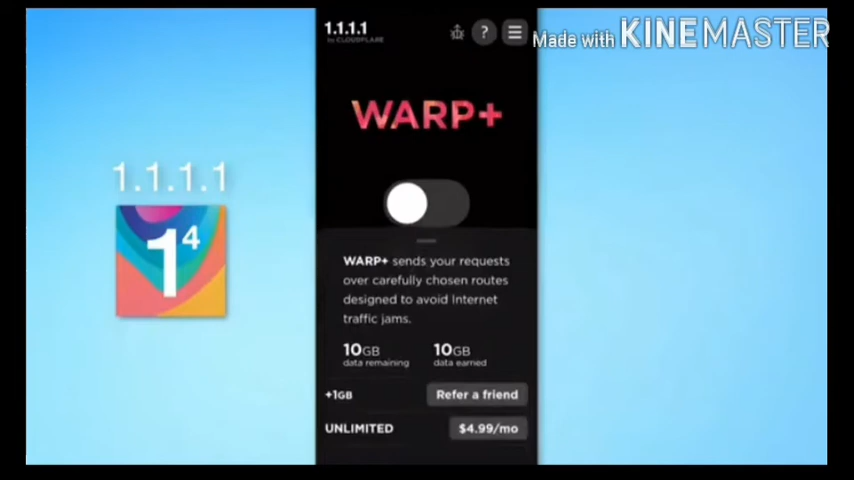 1.1.1.1
by CLOUDFLARE
?
Made with KINEMASTER
WARP+
1.1.1.1
1⁴
WARP+ sends your requests
over carefully chosen routes
designed to avoid Internet
traffic jams.
10GB 10GB
data remaining data earned
+1GB Refer a friend
UNLIMITED $4.99/mo